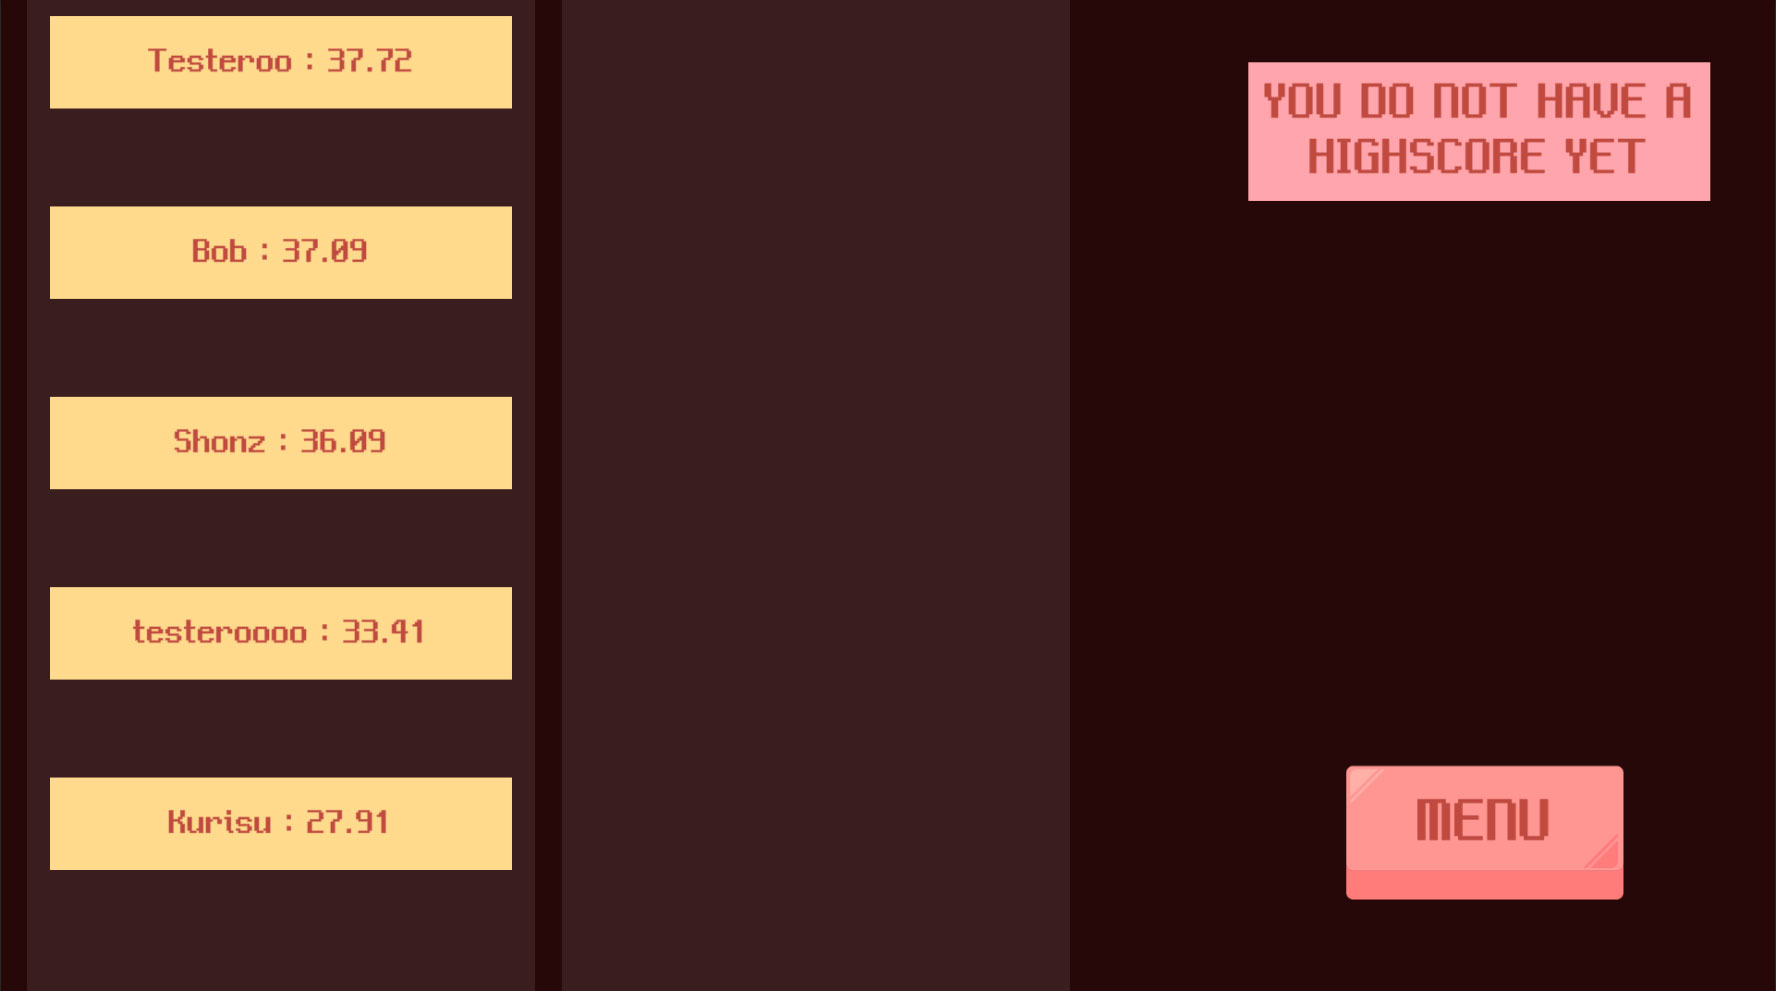 Testeroo : 37.72
Bob : 37.09
Shonz : 36.09
testeroooo : 33.41
Kurisu : 27.91
YOU DO NOT HAVE A
HIGHSCORE YET
MENU